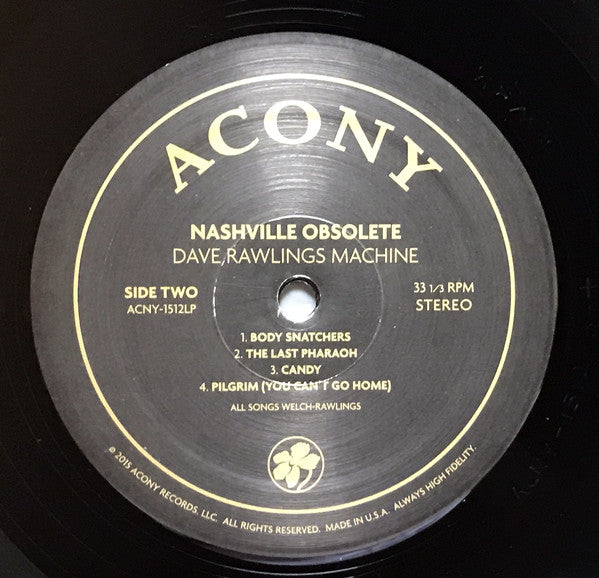 ACONY
NASHVILLE OBSOLETE
DAVE RAWLINGS MACHINE
SIDE TWO
ACNY-1512LP
33 1/3 RPM
STEREO
1. BODY SNATCHERS
2. THE LAST PHARAOH
3. CANDY
4. PILGRIM (YOU CAN'T GO HOME)
ALL SONGS WELCH-RAWLINGS
℗ 2015 ACONY RECORDS, LLC. ALL RIGHTS RESERVED. MADE IN U.S.A. ALWAYS HIGH FIDELITY.